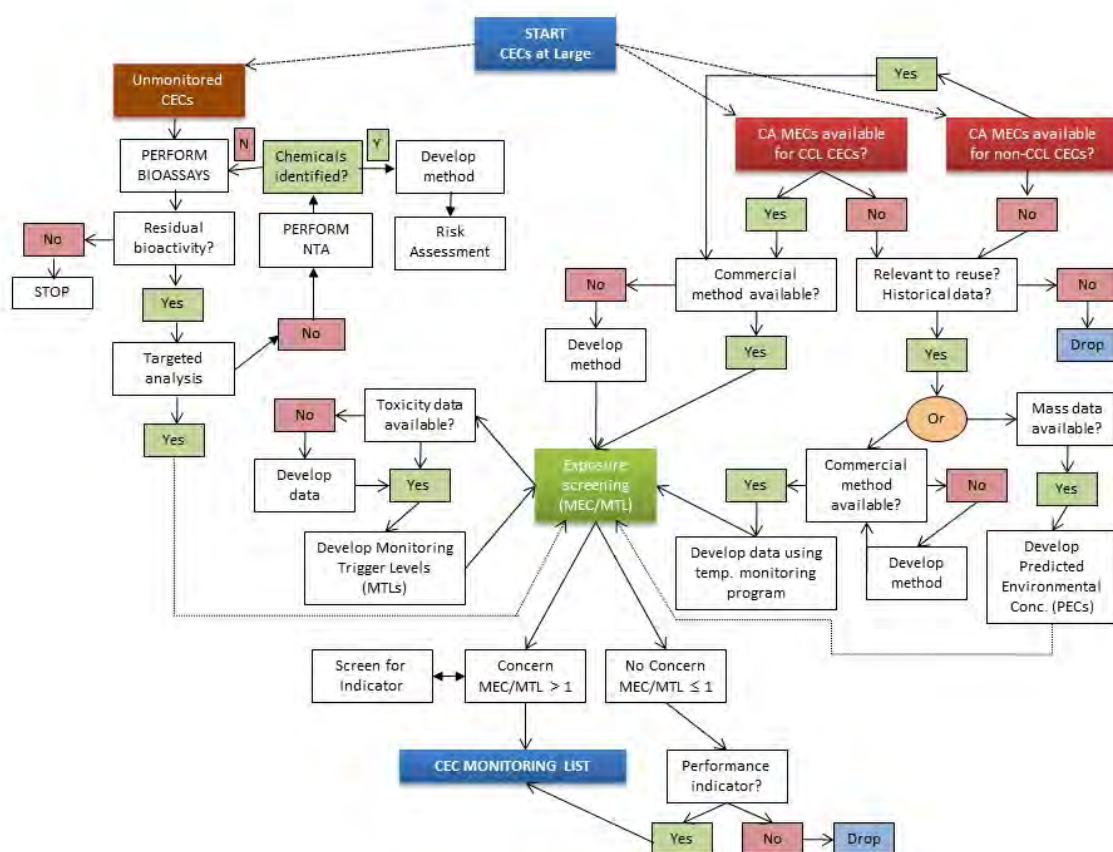 START
CECs at Large
Unmonitored
CECs
Yes
CA MECs available
for CCL CECs?
CA MECs available
for non-CCL CECs?
PERFORM
BIOASSAYS
N
Chemicals
identified?
Y
Develop
method
Yes
No
No
No
Residual
bioactivity?
PERFORM
NTA
Risk
Assessment
STOP
Yes
No
No
Commercial
method available?
Relevant to reuse?
Historical data?
No
Develop
method
Yes
Yes
Drop
Targeted
analysis
Yes
No
Toxicity data
available?
Or
Mass data
available?
Develop
data
Yes
Exposure
screening
(MEC/MTL)
Yes
Commercial
method
available?
No
Yes
Develop Monitoring
Trigger Levels
(MTLs)
Develop data using
temp. monitoring
program
Develop
method
Develop
Predicted
Environmental
Conc. (PECs)
Screen for
Indicator
Concern
MEC/MTL > 1
No Concern
MEC/MTL ≤ 1
CEC MONITORING LIST
Performance
indicator?
Yes
No
Drop